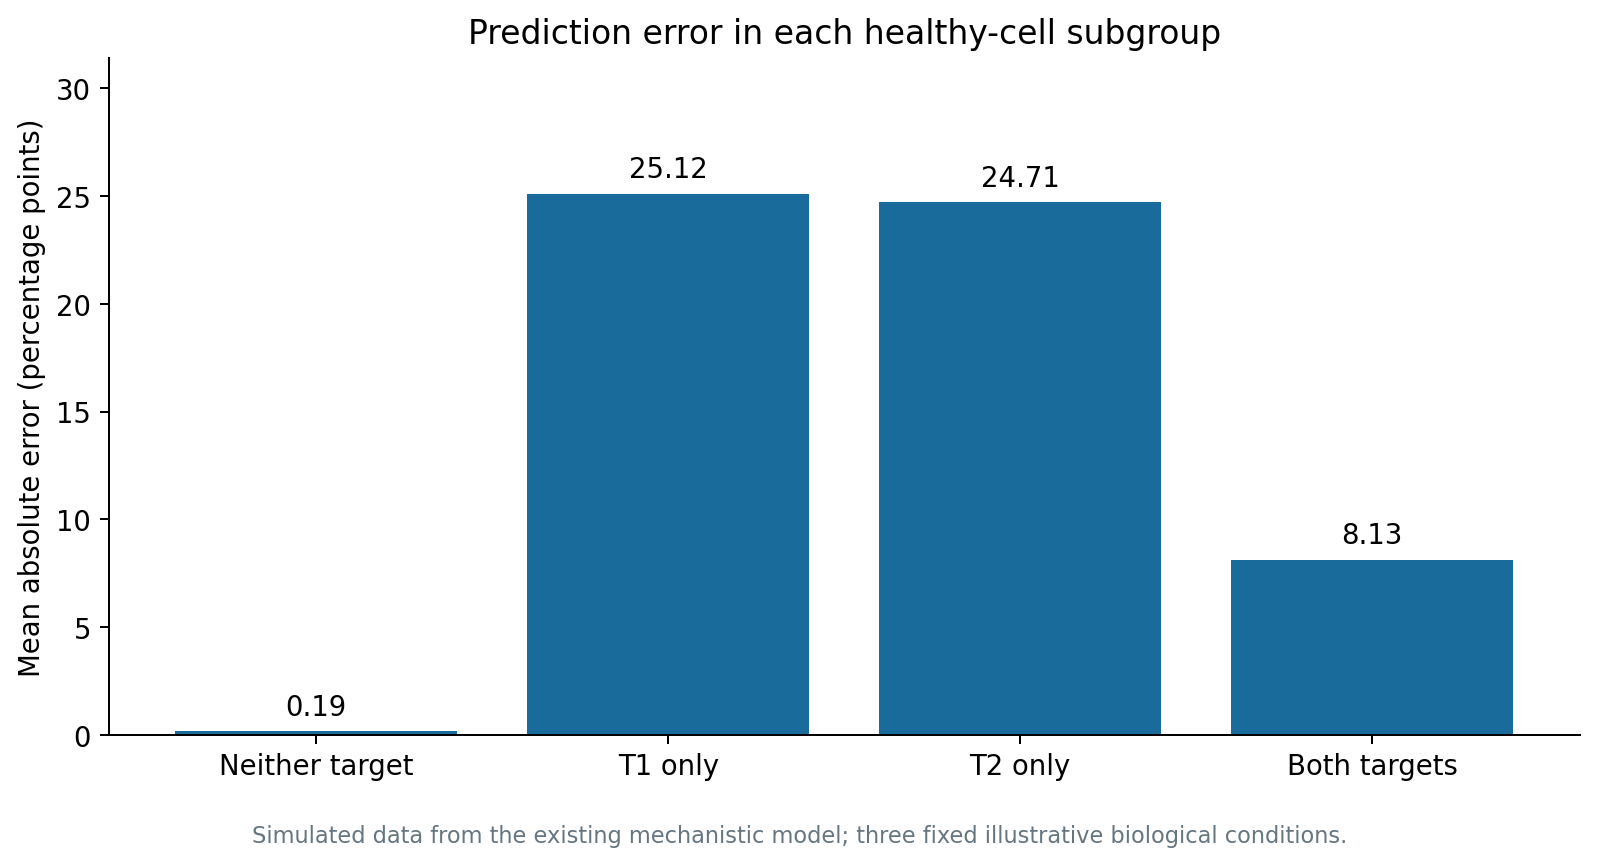 Prediction error in each healthy-cell subgroup
Mean absolute error (percentage points)
30
25
20
15
10
5
0
0.19
25.12
24.71
8.13
Neither target
T1 only
T2 only
Both targets
Simulated data from the existing mechanistic model; three fixed illustrative biological conditions.